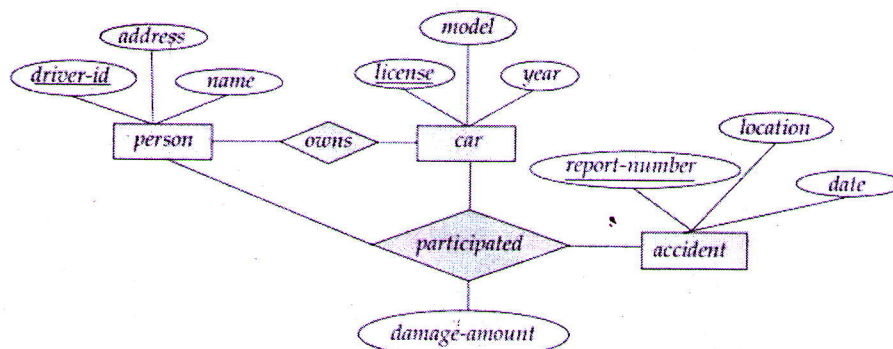 address
driver-id
name
model
license
year
person
owns
car
report-number
location
date
participated
accident
damage-amount